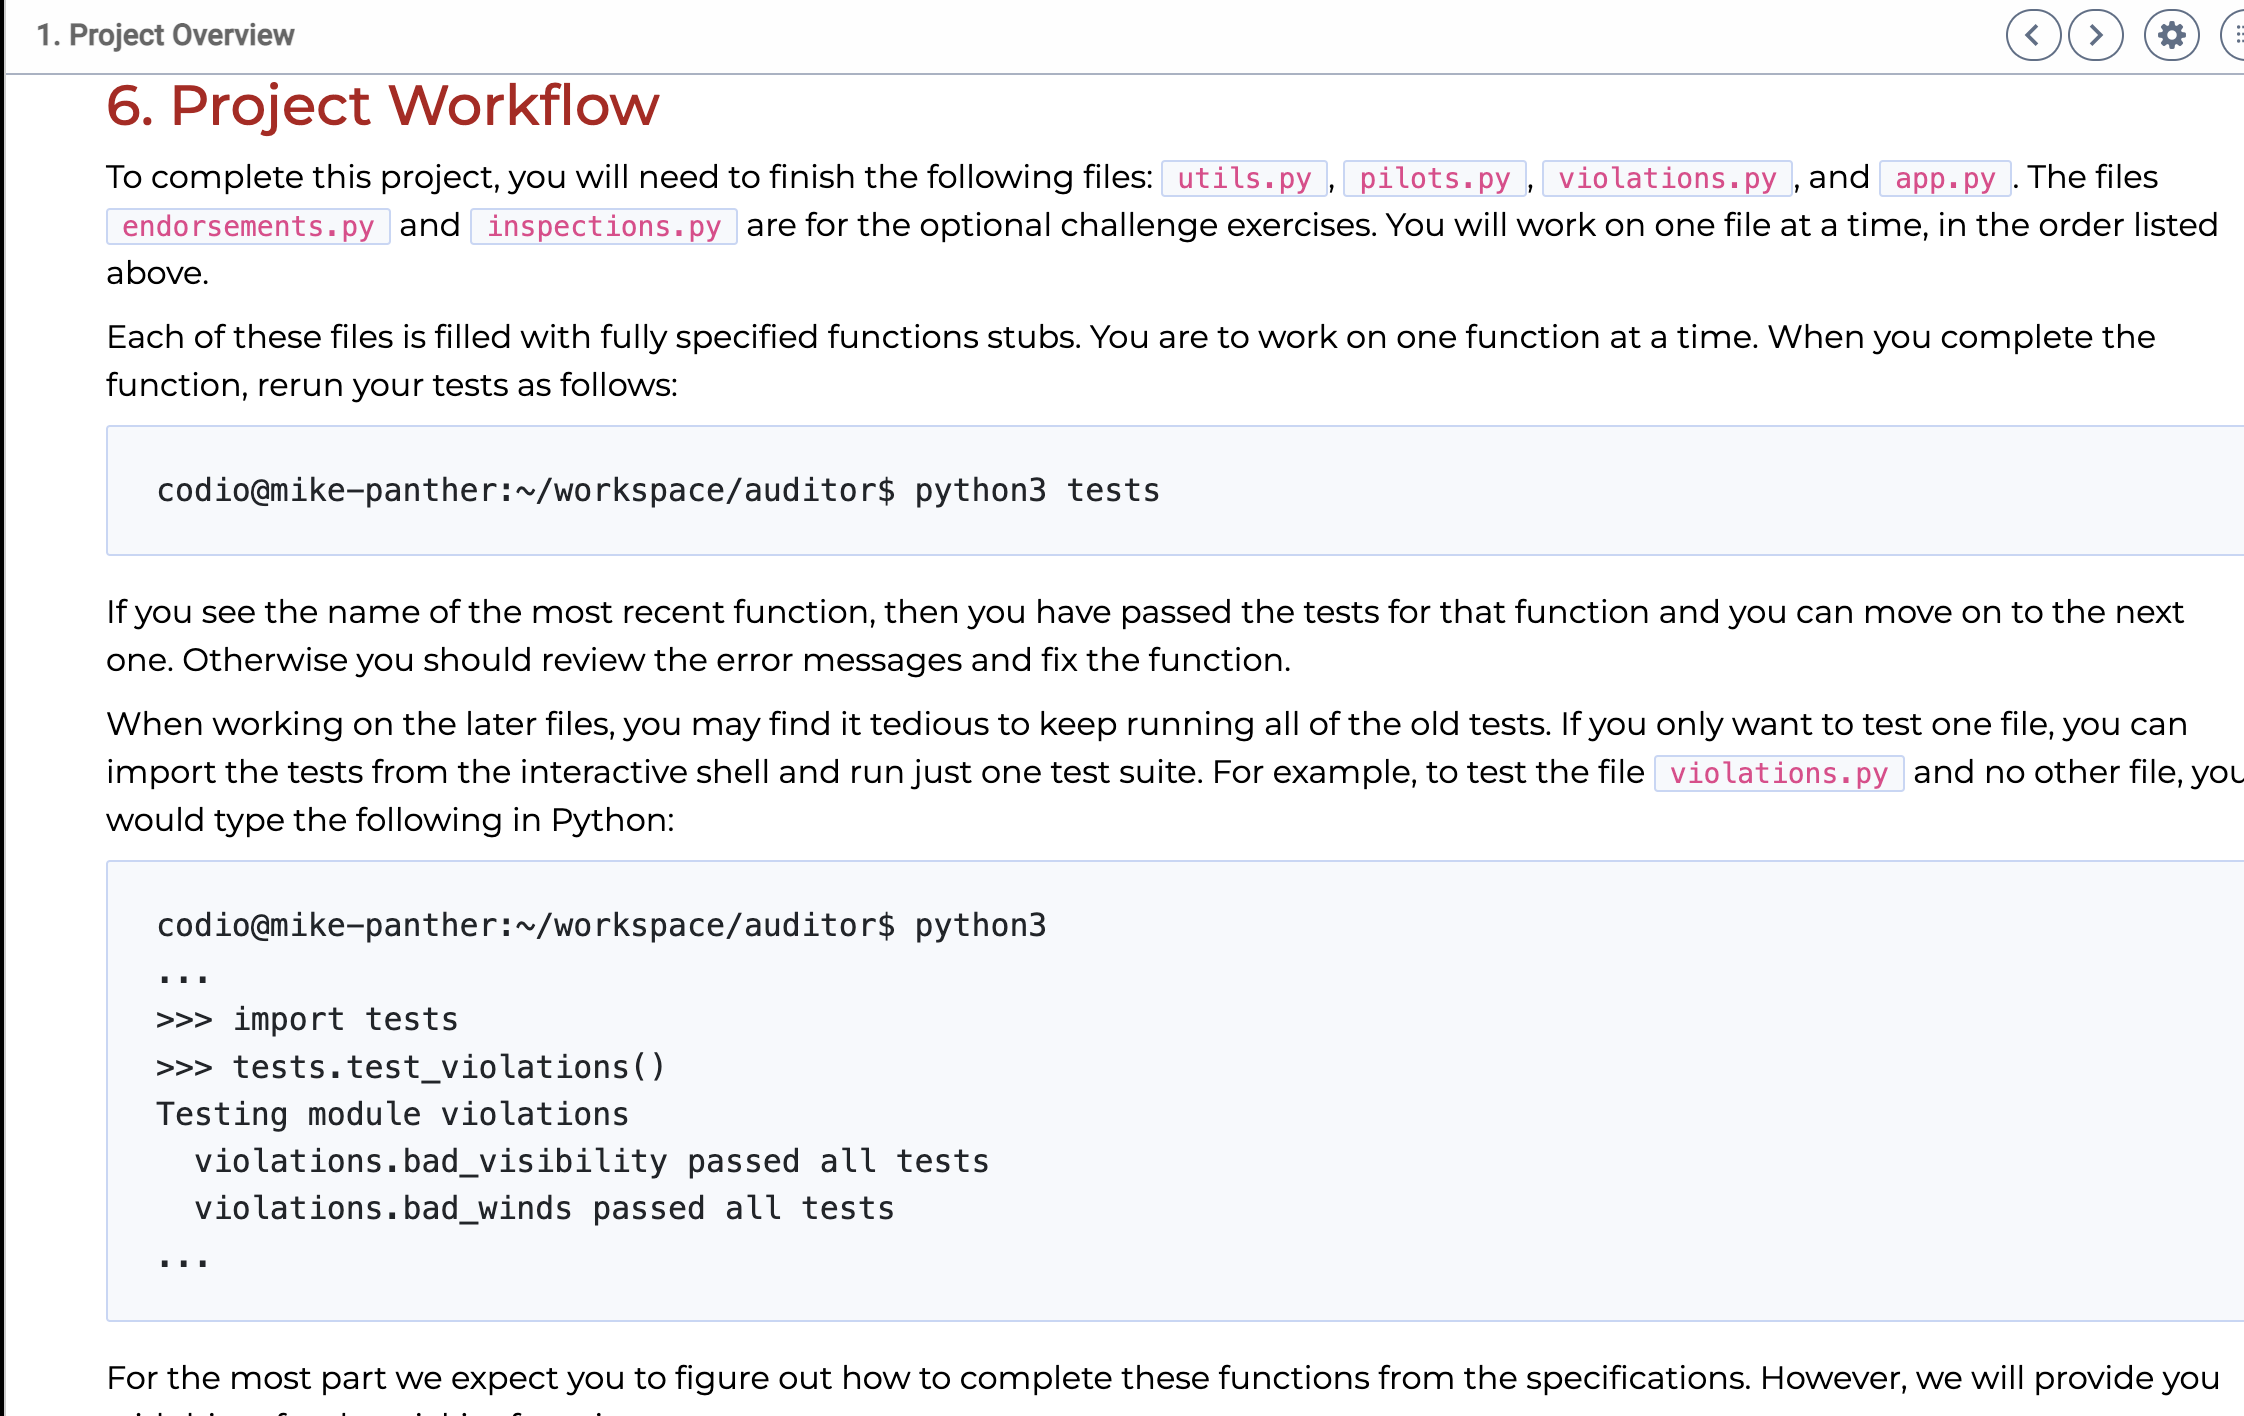 1. Project Overview
6. Project Workflow
To complete this project, you will need to finish the following files: utils.py, pilots.py, violations.py, and app.py. The files
endorsements.py and inspections.py are for the optional challenge exercises. You will work on one file at a time, in the order listed
above.
Each of these files is filled with fully specified functions stubs. You are to work on one function at a time. When you complete the
function, rerun your tests as follows:
codio@mike-panther:~/workspace/auditor$ python3 tests
If you see the name of the most recent function, then you have passed the tests for that function and you can move on to the next
one. Otherwise you should review the error messages and fix the function.
When working on the later files, you may find it tedious to keep running all of the old tests. If you only want to test one file, you can
import the tests from the interactive shell and run just one test suite. For example, to test the file violations.py and no other file, you
would type the following in Python:
codio@mike-panther:~/workspace/auditor$ python3
...
>>> import tests
>>> tests.test_violations()
Testing module violations
violations.bad_visibility passed all tests
violations.bad_winds passed all tests
...
For the most part we expect you to figure out how to complete these functions from the specifications. However, we will provide you